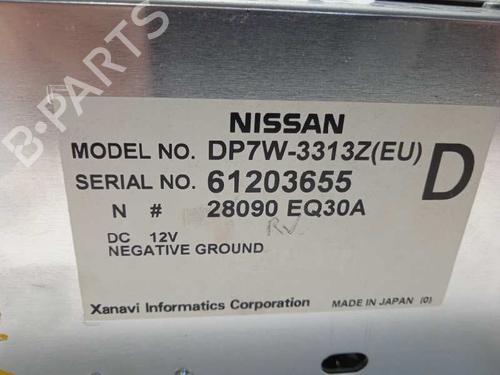 B-PARTS
NISSAN
MODEL NO. DP7W-3313Z(EU)
SERIAL NO. 61203655
D
N # 28090 EQ30A
RV
DC 12V
NEGATIVE GROUND
Xanavi Informatics Corporation MADE IN JAPAN (0)